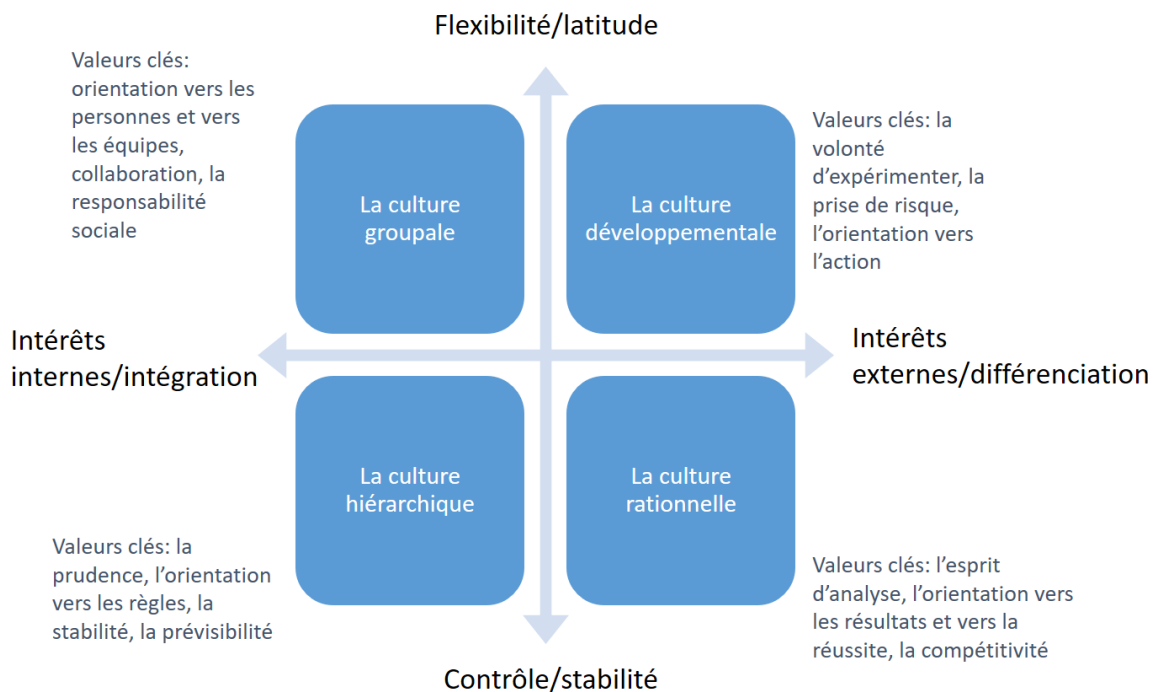 Flexibilité/latitude
Valeurs clés:
orientation vers les
personnes et vers
les équipes,
collaboration, la
responsabilité
sociale
La culture
groupale
La culture
développementale
Valeurs clés: la
volonté
d’expérimenter, la
prise de risque,
l’orientation vers
l’action
Intérêts
internes/intégration
Intérêts
externes/différenciation
La culture
hiérarchique
La culture
rationnelle
Valeurs clés: la
prudence, l’orientation
vers les règles, la
stabilité, la prévisibilité
Valeurs clés: l’esprit
d’analyse, l’orientation vers
les résultats et vers la
réussite, la compétitivité
Contrôle/stabilité